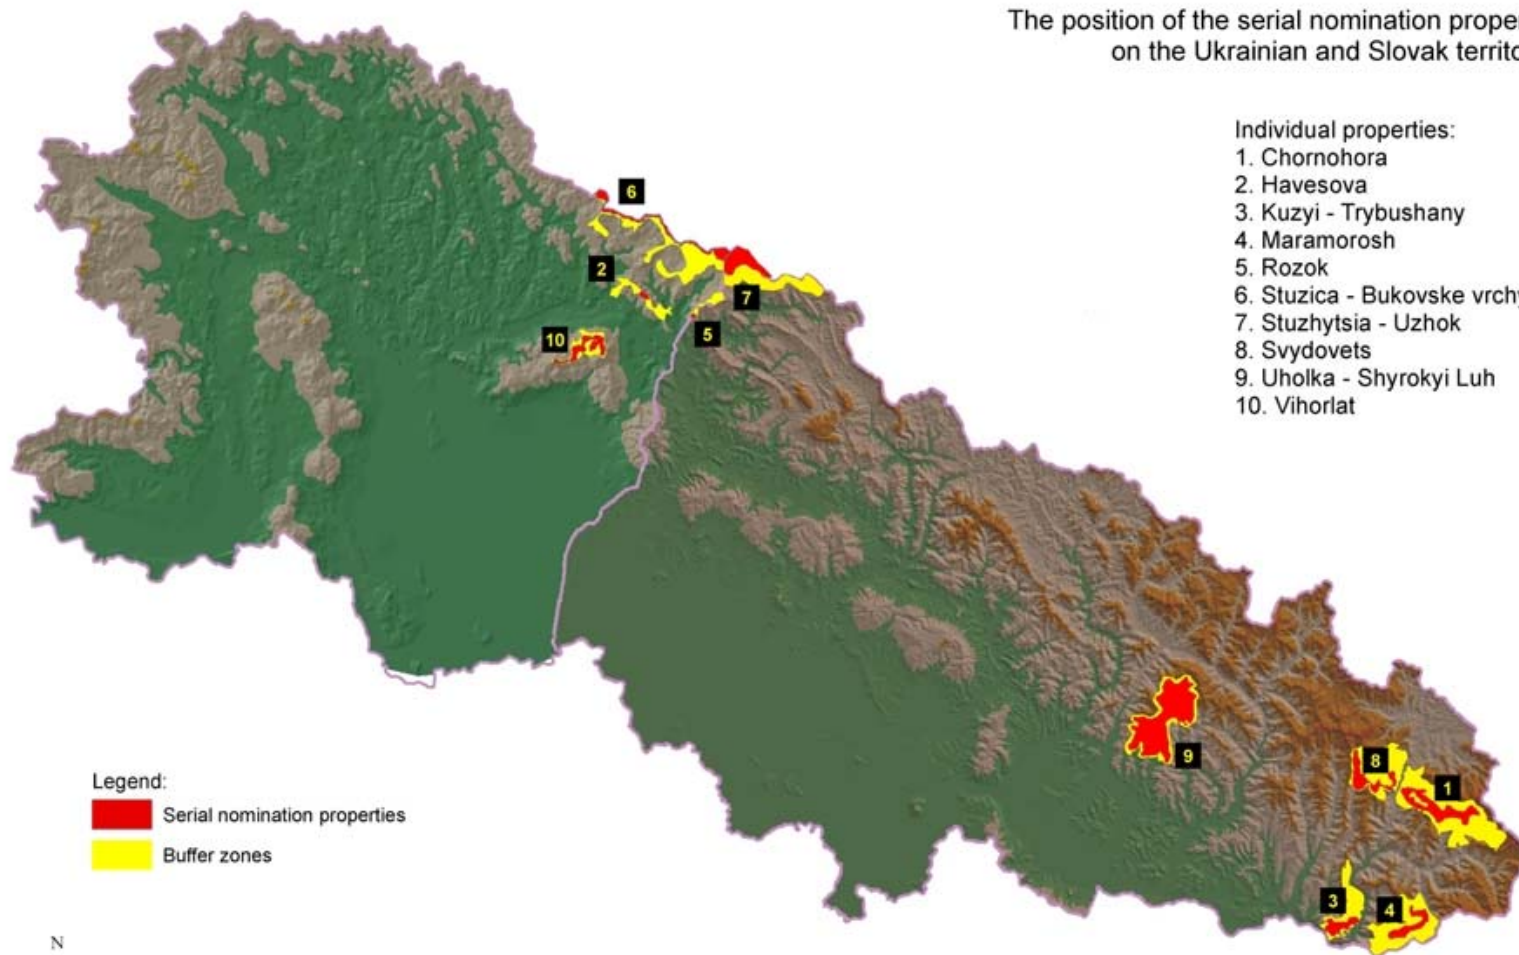 The position of the serial nomination proper
on the Ukrainian and Slovak territo
Individual properties:
1. Chornohora
2. Havesova
3. Kuzyi - Trybushany
4. Maramorosh
5. Rozok
6. Stuzica - Bukovske vrchy
7. Stuzhytsia - Uzhok
8. Svydovets
9. Uholka - Shyrokyi Luh
10. Vihorlat
6
2
7
5
10
9
8
1
3
4
Legend:
Serial nomination properties
Buffer zones
N